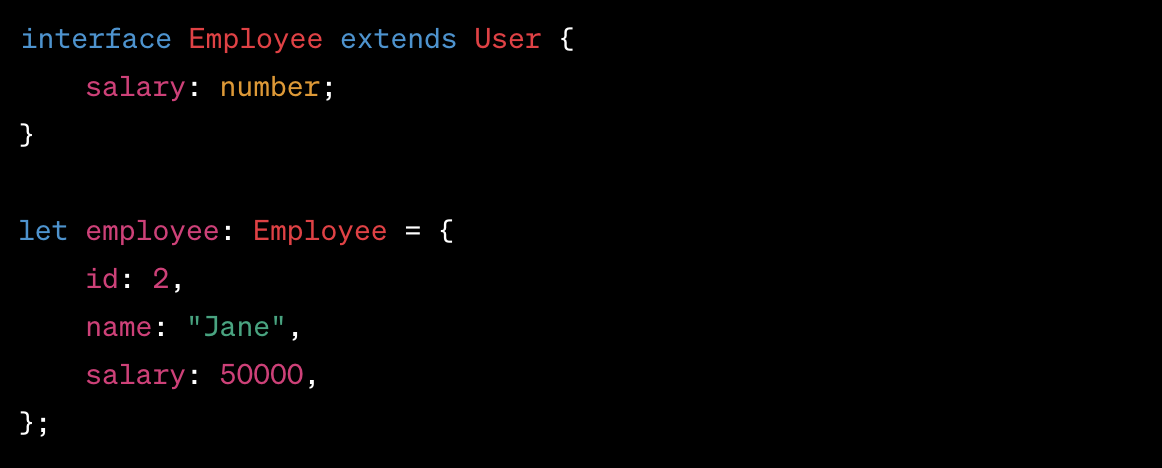 interface Employee extends User {
    salary: number;
}

let employee: Employee = {
    id: 2,
    name: "Jane",
    salary: 50000,
};